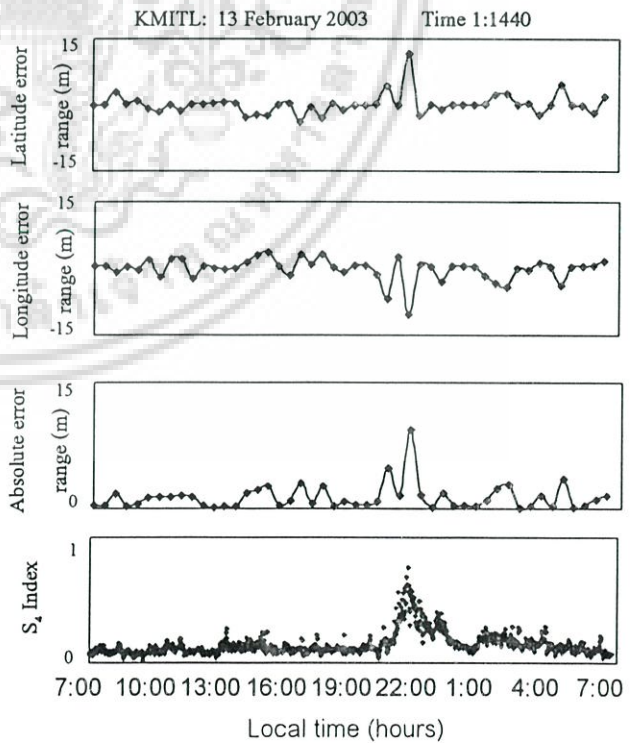 KMITL: 13 February 2003 Time 1:1440
Latitude error
range (m)
15
-15
Longitude error
range (m)
15
-15
Absolute error
range (m)
15
0
S4 Index
1
0
7:00 10:00 13:00 16:00 19:00 22:00 1:00 4:00 7:00
Local time (hours)